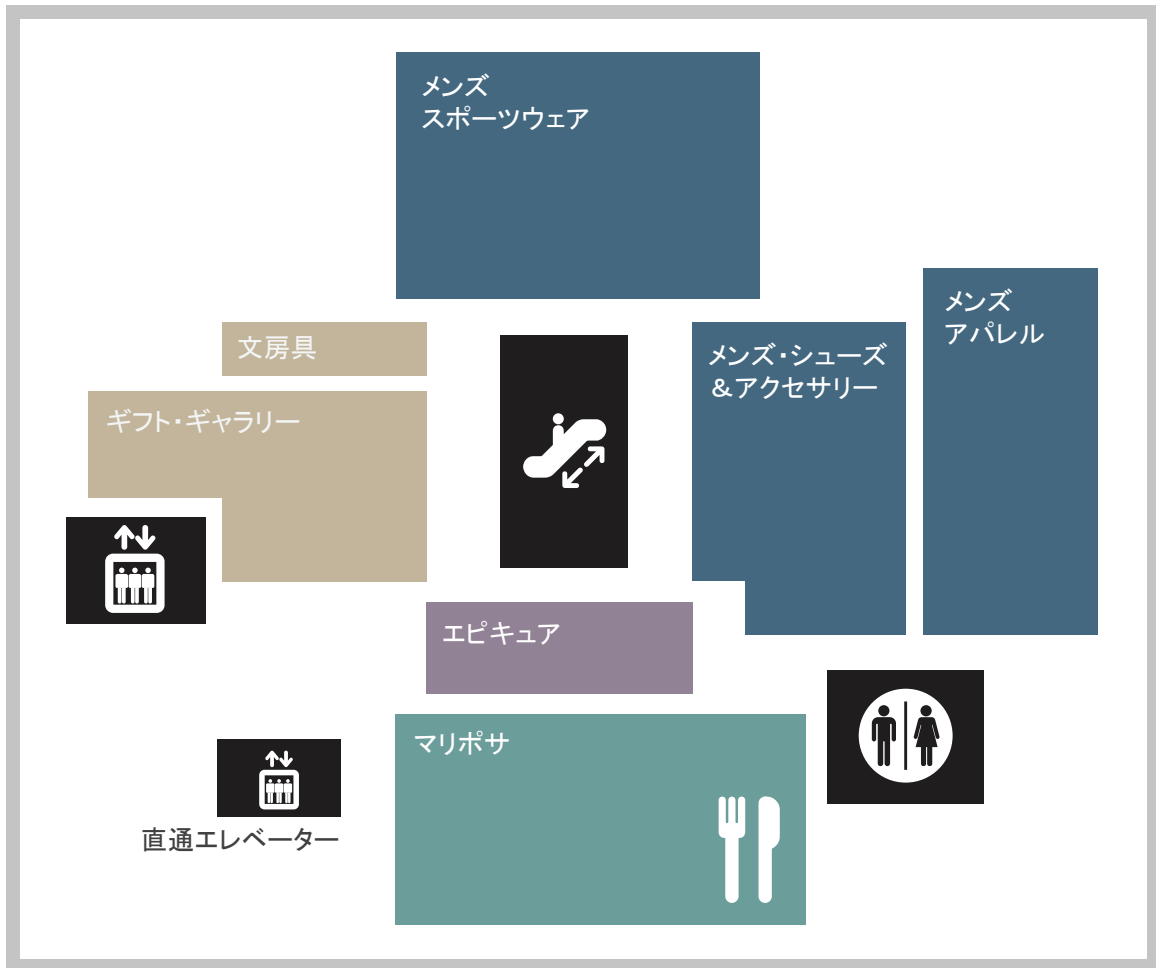 メンズ
スポーツウェア
メンズ
アパレル
文房具
メンズ・シューズ
＆アクセサリー
ギフト・ギャラリー
エピキュア
マリポサ
直通エレベーター